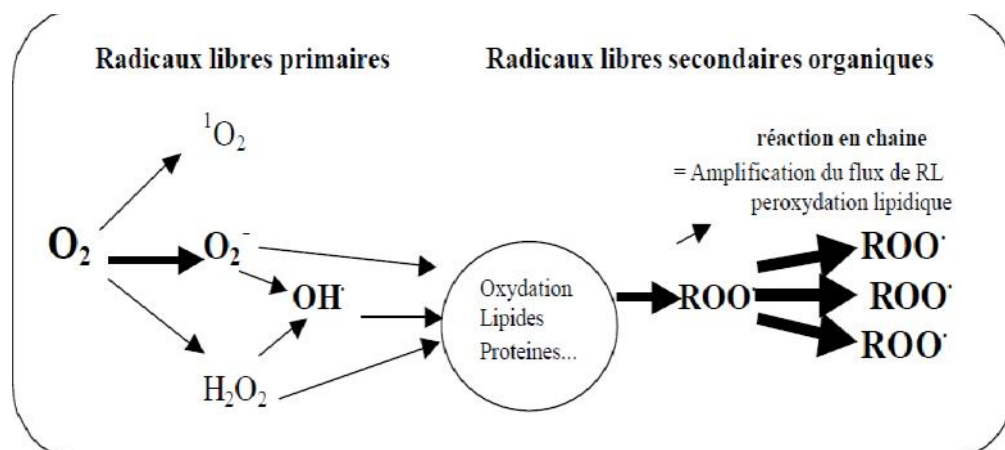 Radicaux libres primaires
Radicaux libres secondaires organiques
¹O₂
réaction en chaine
= Amplification du flux de RL
peroxydation lipidique
O₂
O₂⁻
OH·
H₂O₂
Oxydation
Lipides
Proteines...
ROO·
ROO·
ROO·
ROO·